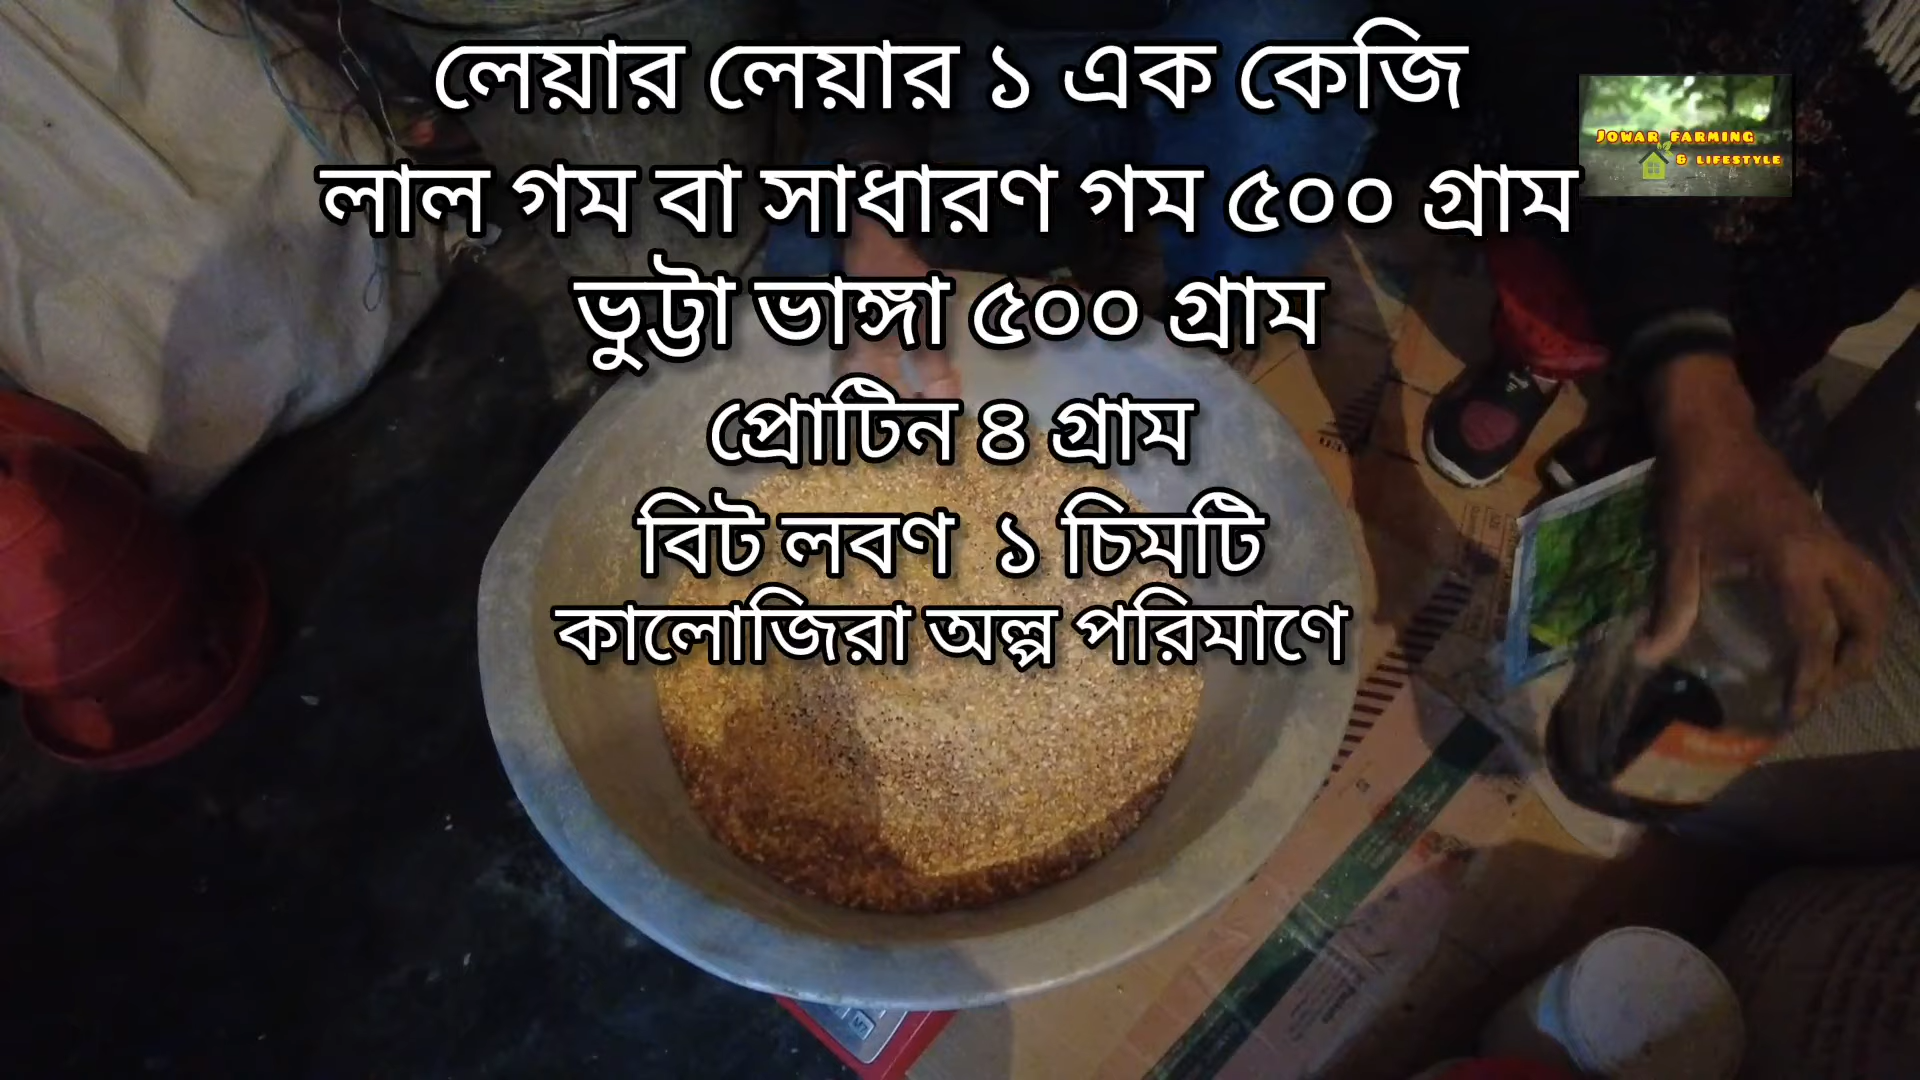 লেয়ার লেয়ার ১ এক কেজি
লাল গম বা সাধারণ গম ৫০০ গ্রাম
ভুট্টা ভাঙ্গা ৫০০ গ্রাম
প্রোটিন ৪ গ্রাম
বিট লবণ ১ চিমটি
কালোজিরা অল্প পরিমাণে
JOWAR FARMING
& LIFESTYLE